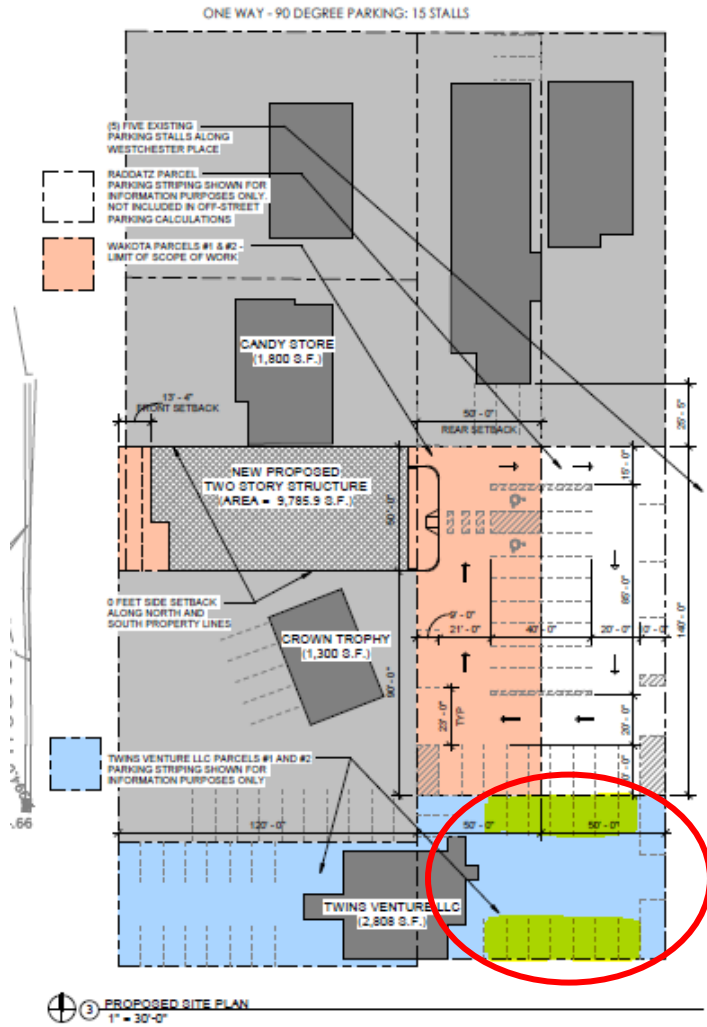 ONE WAY - 90 DEGREE PARKING: 15 STALLS
(5) FIVE EXISTING
PARKING STALLS ALONG
WESTCHESTER PLACE
RADDATZ PARCEL
PARKING STRIPING SHOWN FOR
INFORMATION PURPOSES ONLY.
NOT INCLUDED IN OFF-STREET
PARKING CALCULATIONS
WAKOTA PARCELS #1 & #2 -
LIMIT OF SCOPE OF WORK
CANDY STORE
(1,800 S.F.)
13' - 4"
FRONT SETBACK
50' - 0"
REAR SETBACK
25' - 5"
NEW PROPOSED
TWO STORY STRUCTURE
(AREA = 9,785.9 S.F.)
50' - 0"
15' - 0"
85' - 0"
140' - 0"
0 FEET SIDE SETBACK
ALONG NORTH AND
SOUTH PROPERTY LINES
CROWN TROPHY
(1,300 S.F.)
9' - 0"
21' - 0"
40' - 0"
20' - 0"
90' - 0"
23' - 0"
TYP
20' - 0"
TWINS VENTURE LLC PARCELS #1 AND #2
PARKING STRIPING SHOWN FOR
INFORMATION PURPOSES ONLY
.66
120' - 0"
50' - 0"
50' - 0"
TWINS VENTURE LLC
(2,808 S.F.)
3
PROPOSED SITE PLAN
1" = 30'-0"